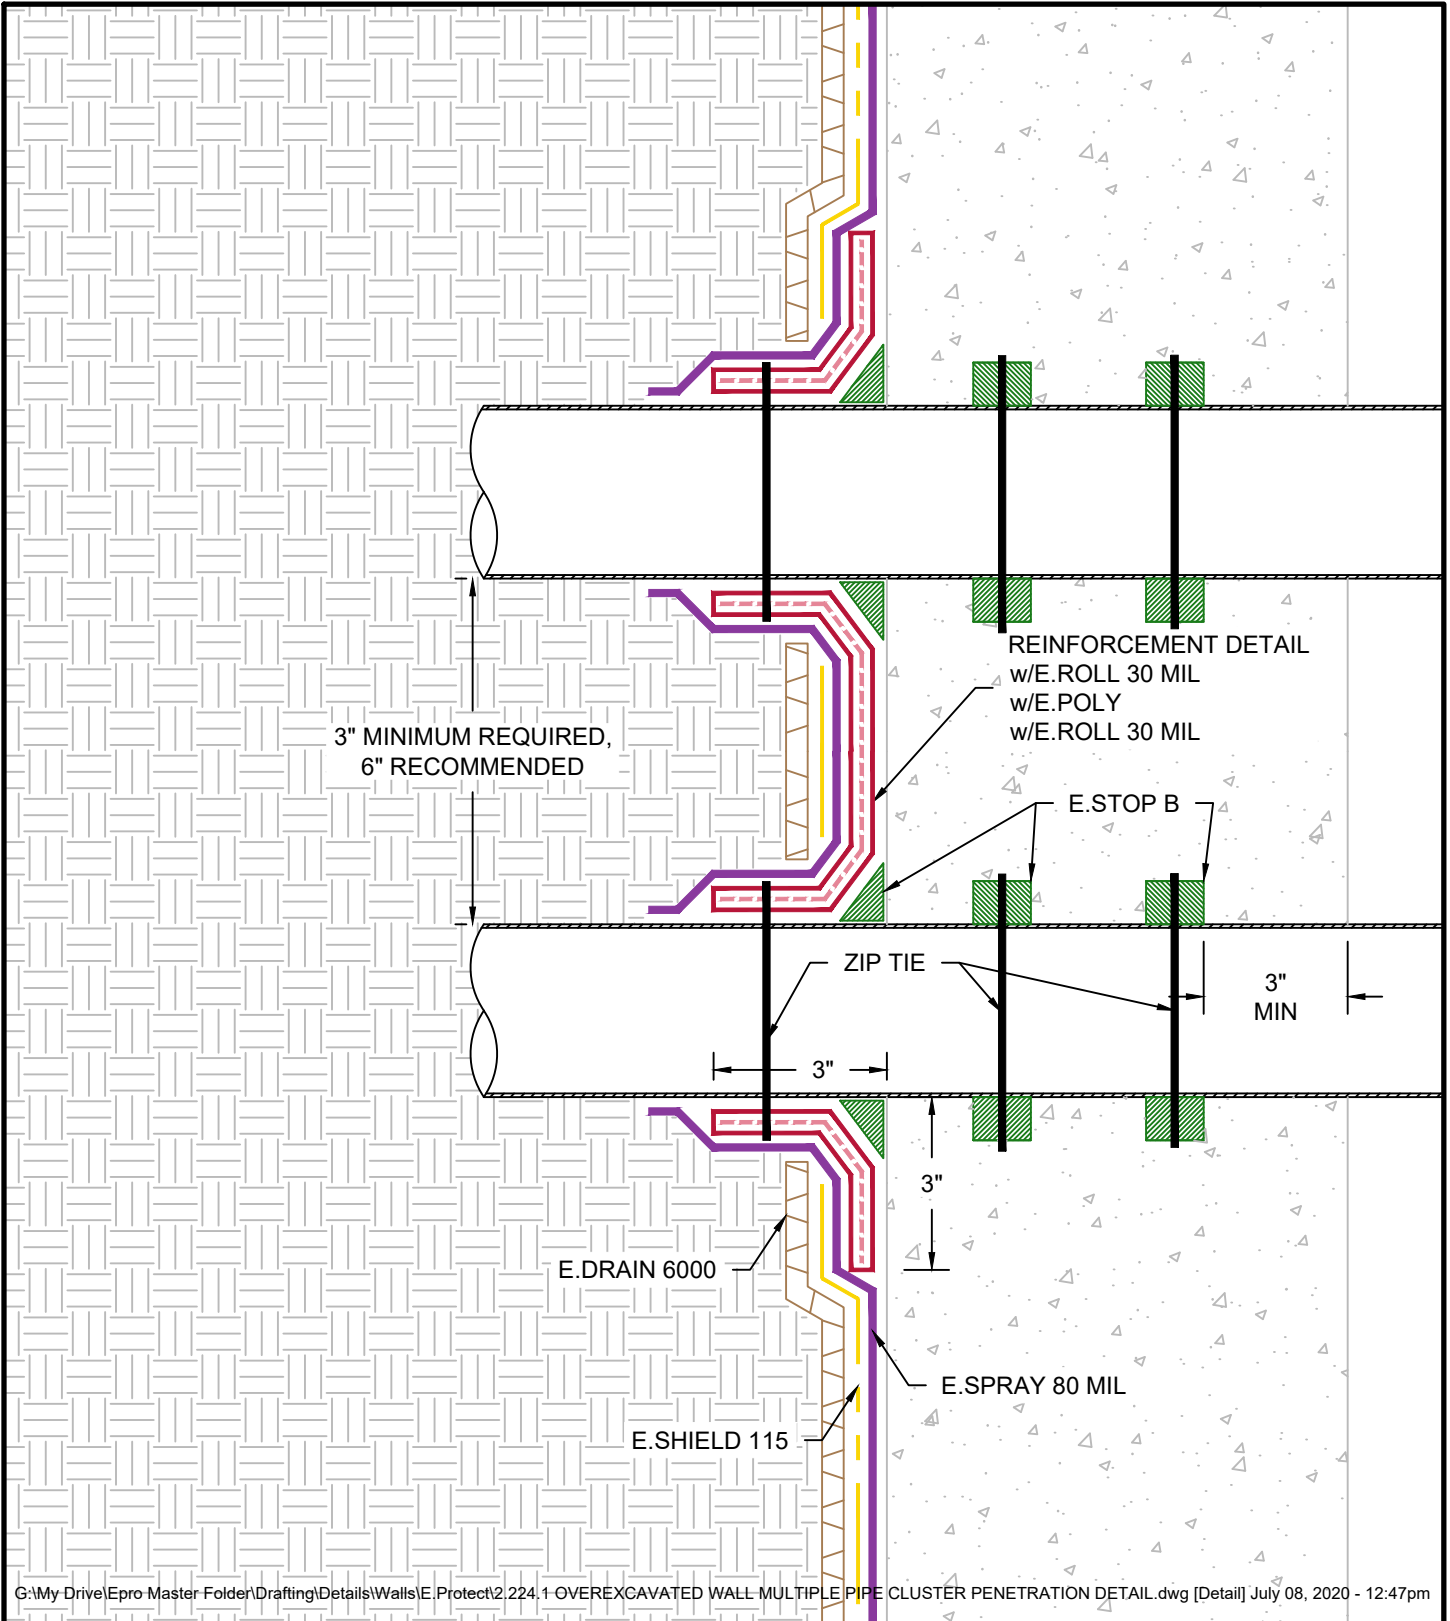 REINFORCEMENT DETAIL
w/E.ROLL 30 MIL
w/E.POLY
w/E.ROLL 30 MIL
3" MINIMUM REQUIRED,
6" RECOMMENDED
E.STOP B
ZIP TIE
3"
MIN
3"
3"
E.DRAIN 6000
E.SPRAY 80 MIL
E.SHIELD 115
G:\My Drive\Epro Master Folder\Drafting\Details\Walls\E.Protect\2.224.1 OVEREXCAVATED WALL MULTIPLE PIPE CLUSTER PENETRATION DETAIL.dwg [Detail] July 08, 2020 - 12:47pm